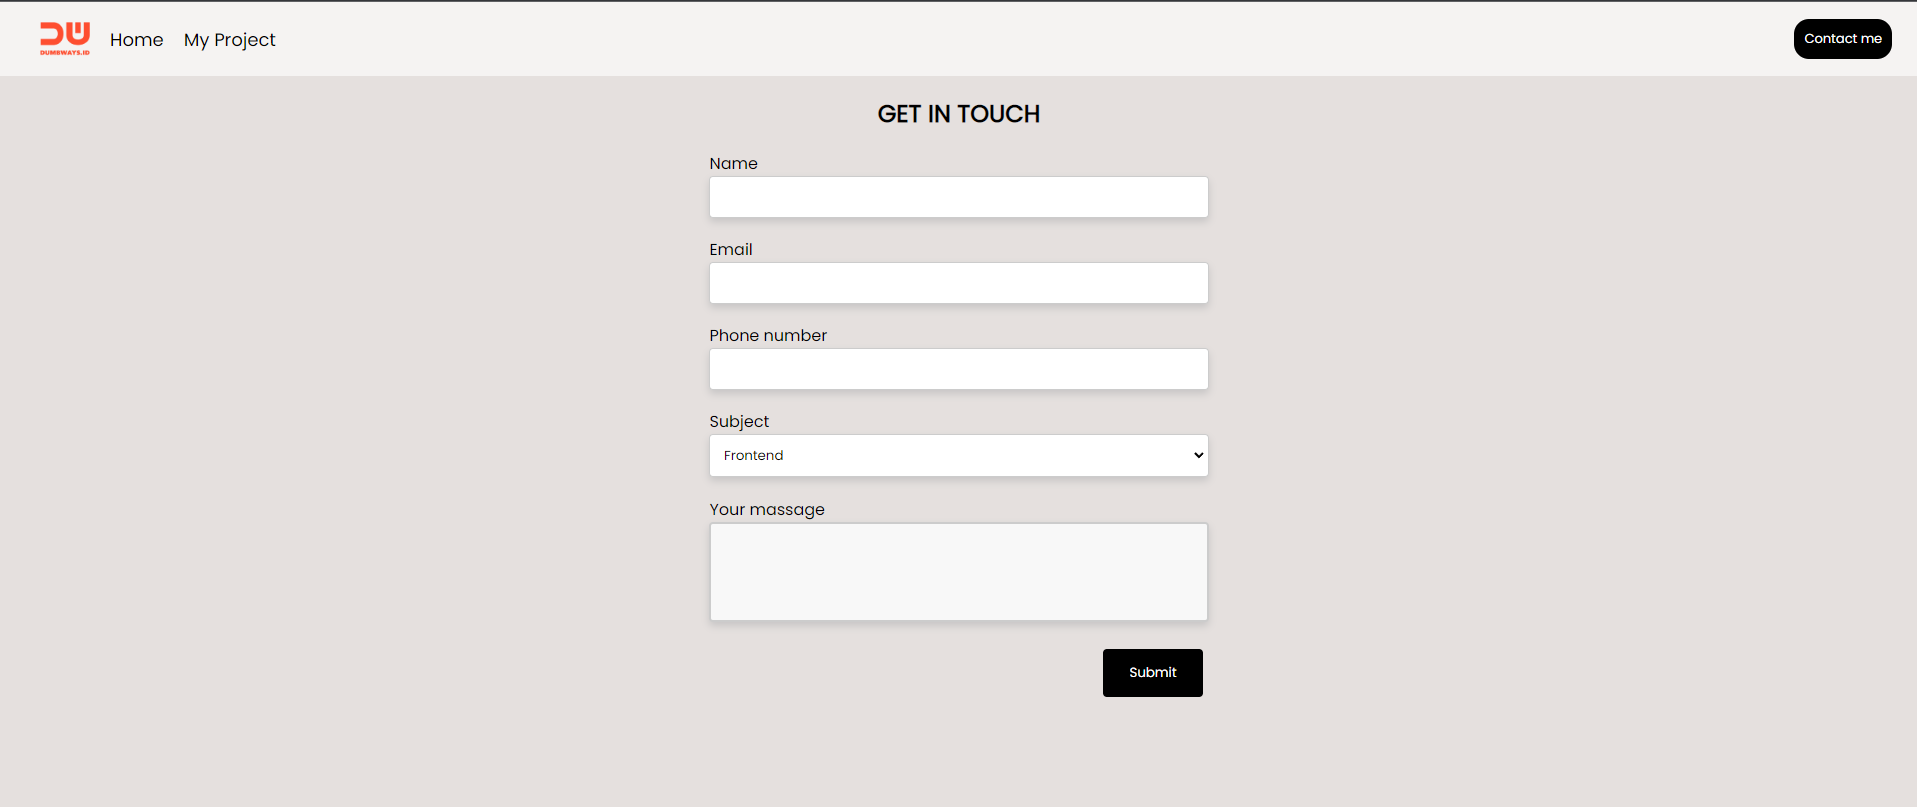 DW
DUMBWAYS.ID
Home
My Project
Contact me
GET IN TOUCH
Name
Email
Phone number
Subject
Frontend
Your massage
Submit